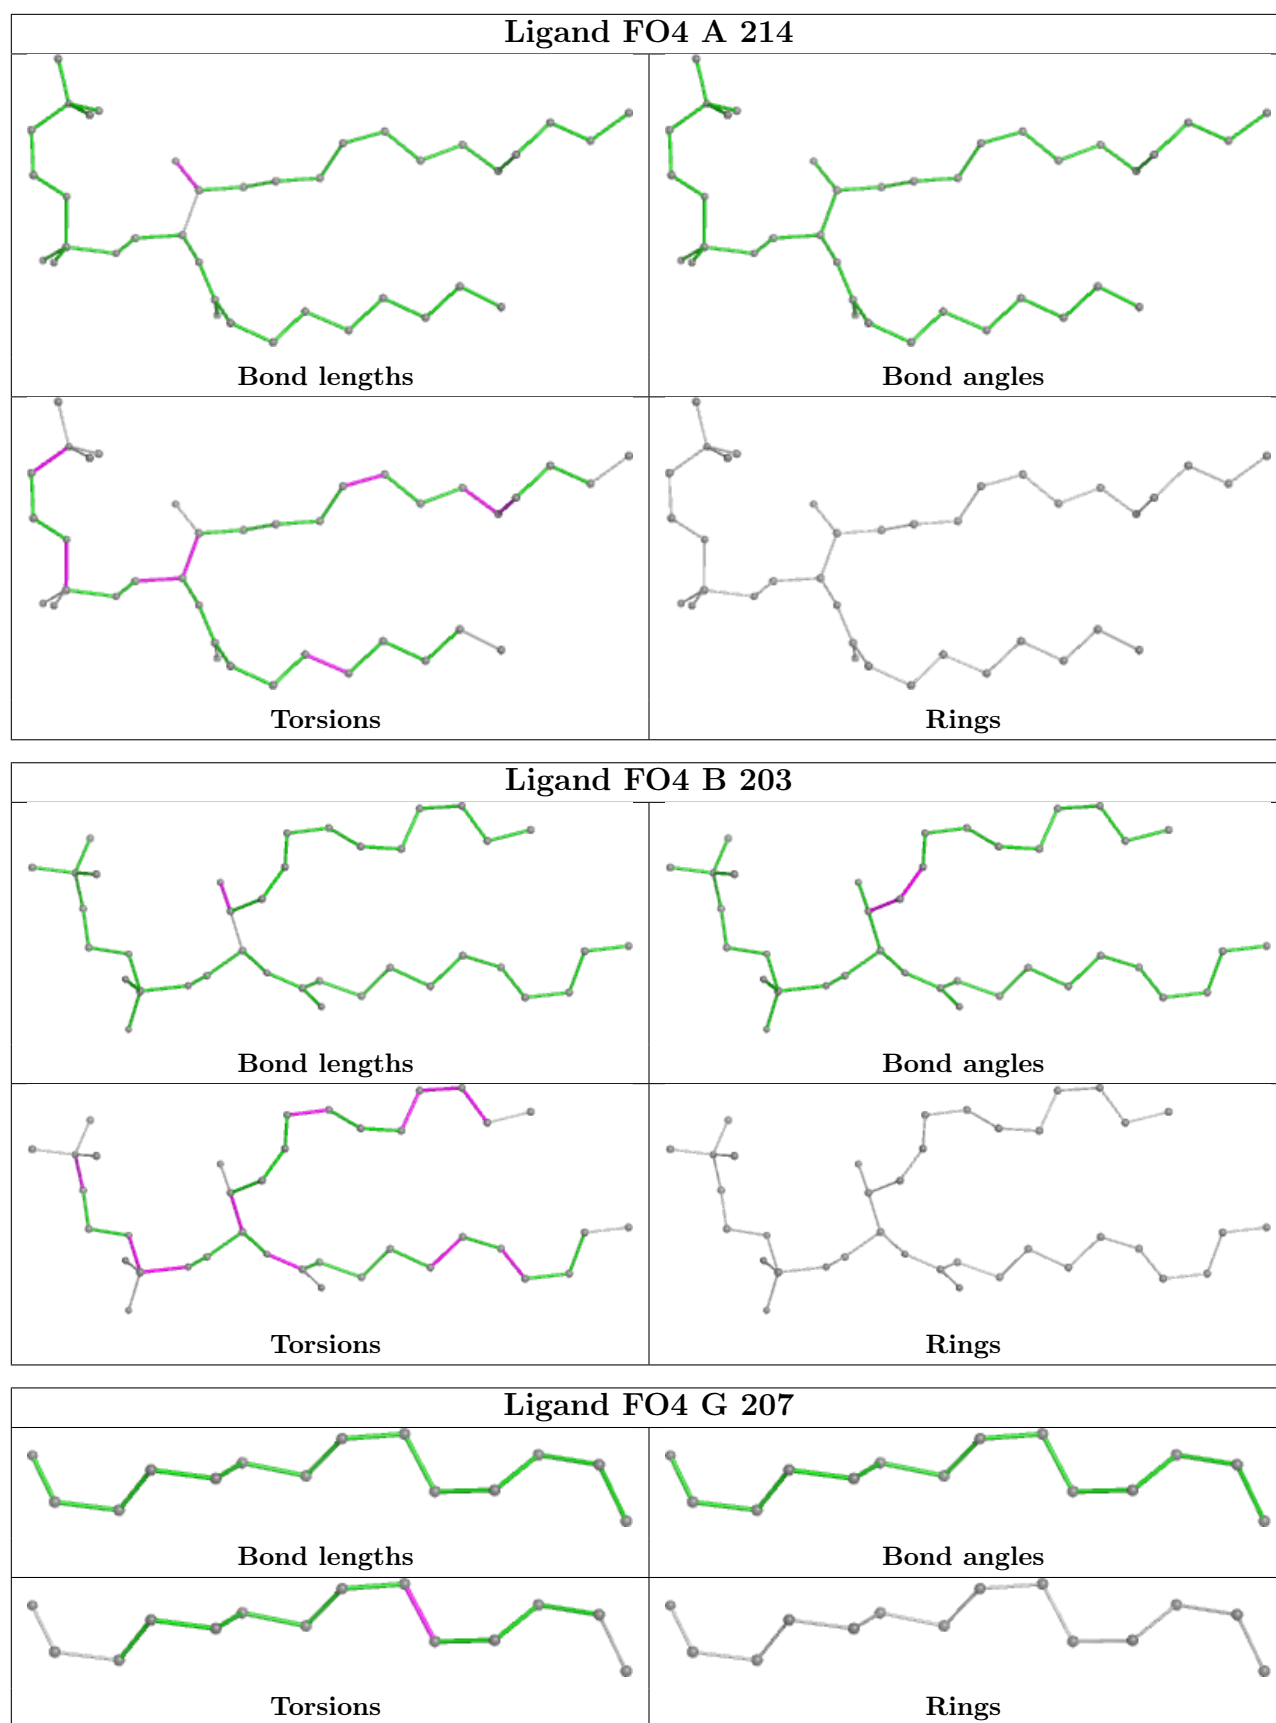 Ligand FO4 A 214
Bond lengths
Bond angles
Torsions
Rings
Ligand FO4 B 203
Bond lengths
Bond angles
Torsions
Rings
Ligand FO4 G 207
Bond lengths
Bond angles
Torsions
Rings